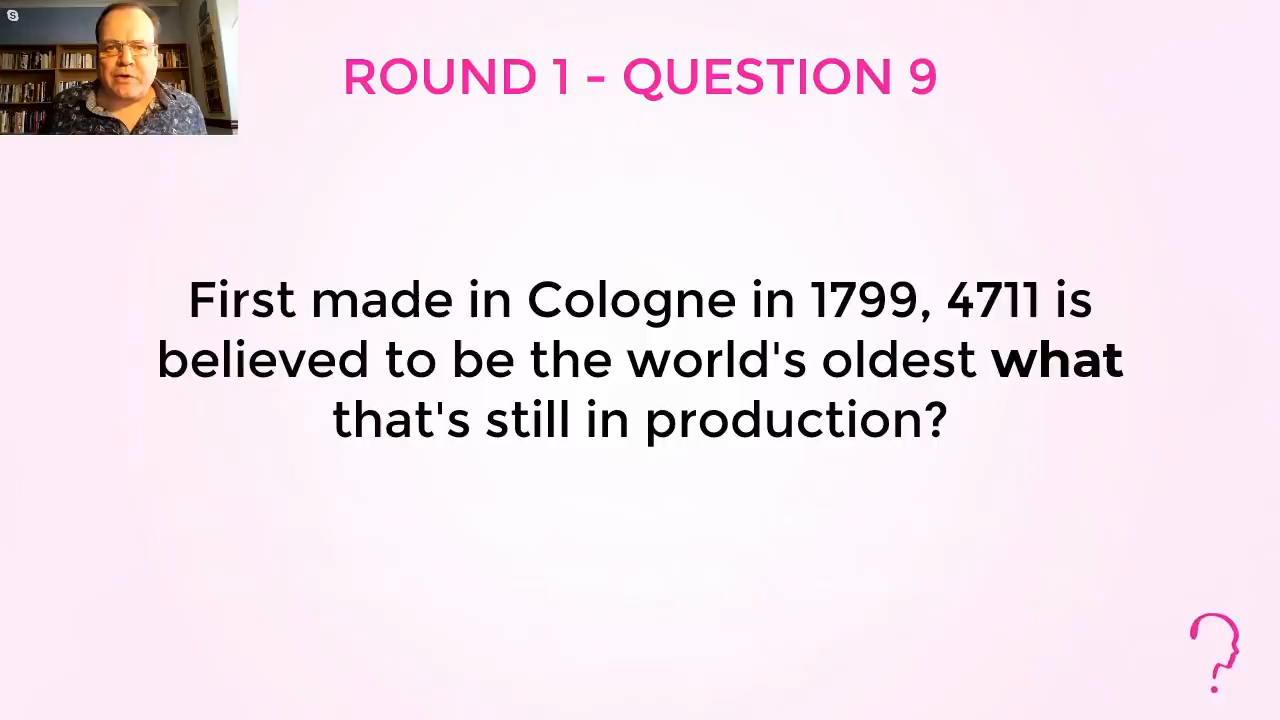 ROUND 1 - QUESTION 9
First made in Cologne in 1799, 4711 is
believed to be the world's oldest what
that's still in production?